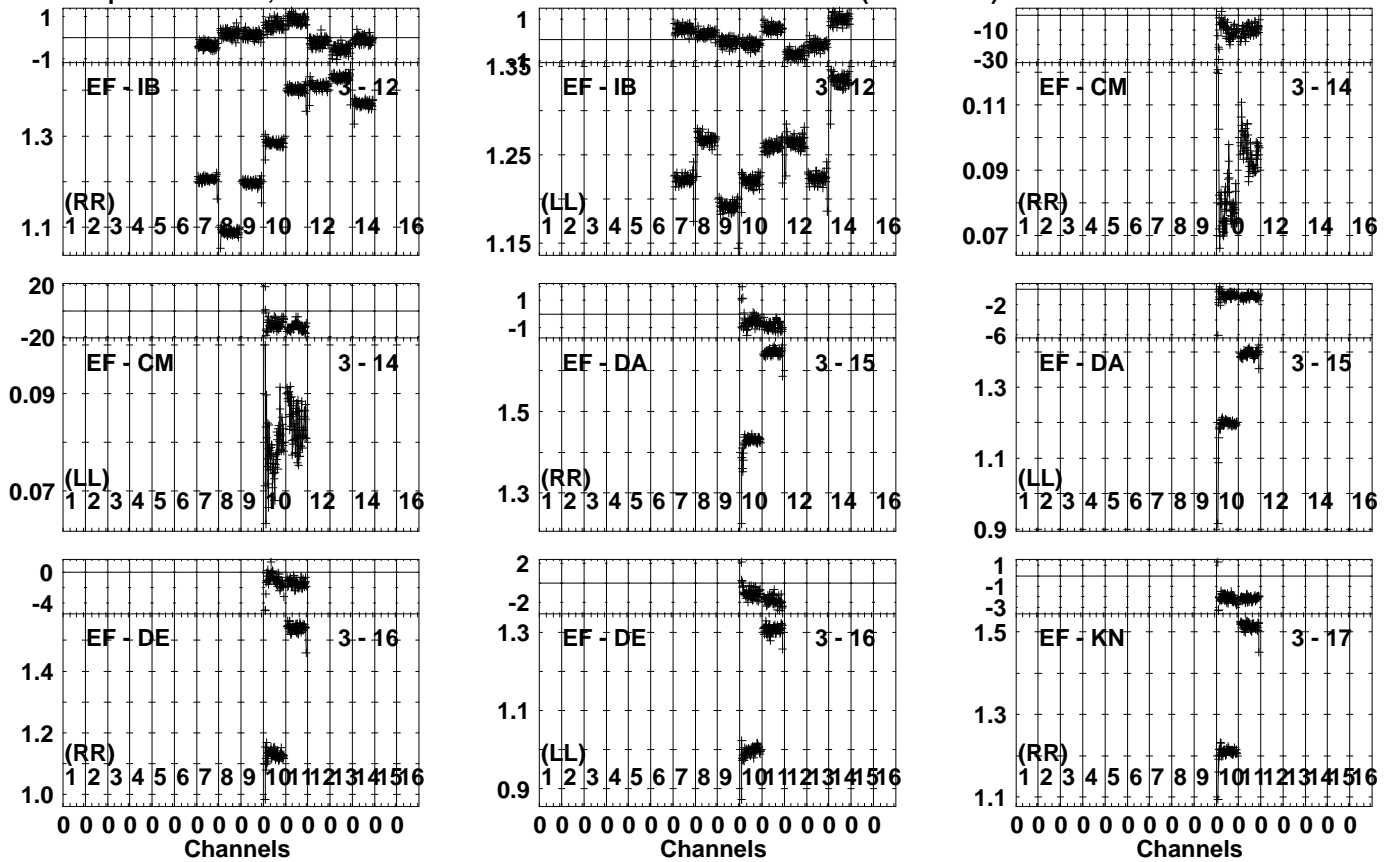 1
-1
EF - IB 3 - 12
1.3
(RR)
1.1
1 2 3 4 5 6 7 8 9 10 12 14 16
1
1.35
EF - IB 3 - 12
1.25
(LL)
1.15
1 2 3 4 5 6 7 8 9 10 12 14 16
-10
-30
EF - CM 3 - 14
0.11
0.09
(RR)
0.07
1 2 3 4 5 6 7 8 9 10 12 14 16
20
-20
EF - CM 3 - 14
0.09
(LL)
0.07
1 2 3 4 5 6 7 8 9 10 12 14 16
1
-1
EF - DA 3 - 15
1.5
(RR)
1.3
1 2 3 4 5 6 7 8 9 10 12 14 16
-2
-6
EF - DA 3 - 15
1.3
1.1
(LL)
0.9
1 2 3 4 5 6 7 8 9 10 12 14 16
0
-4
EF - DE 3 - 16
1.4
1.2
(RR)
1.0
1 2 3 4 5 6 7 8 9 10 11 12 13 14 15 16
0 0 0 0 0 0 0 0 0 0 0 0 0 0 0 0
Channels
2
-2
EF - DE 3 - 16
1.3
1.1
(LL)
0.9
1 2 3 4 5 6 7 8 9 10 11 12 13 14 16
0 0 0 0 0 0 0 0 0 0 0 0 0 0 0 0
Channels
1
-1
-3
EF - KN 3 - 17
1.5
1.3
(RR)
1.1
1 2 3 4 5 6 7 8 9 10 11 12 13 14 15 16
0 0 0 0 0 0 0 0 0 0 0 0 0 0 0 0
Channels